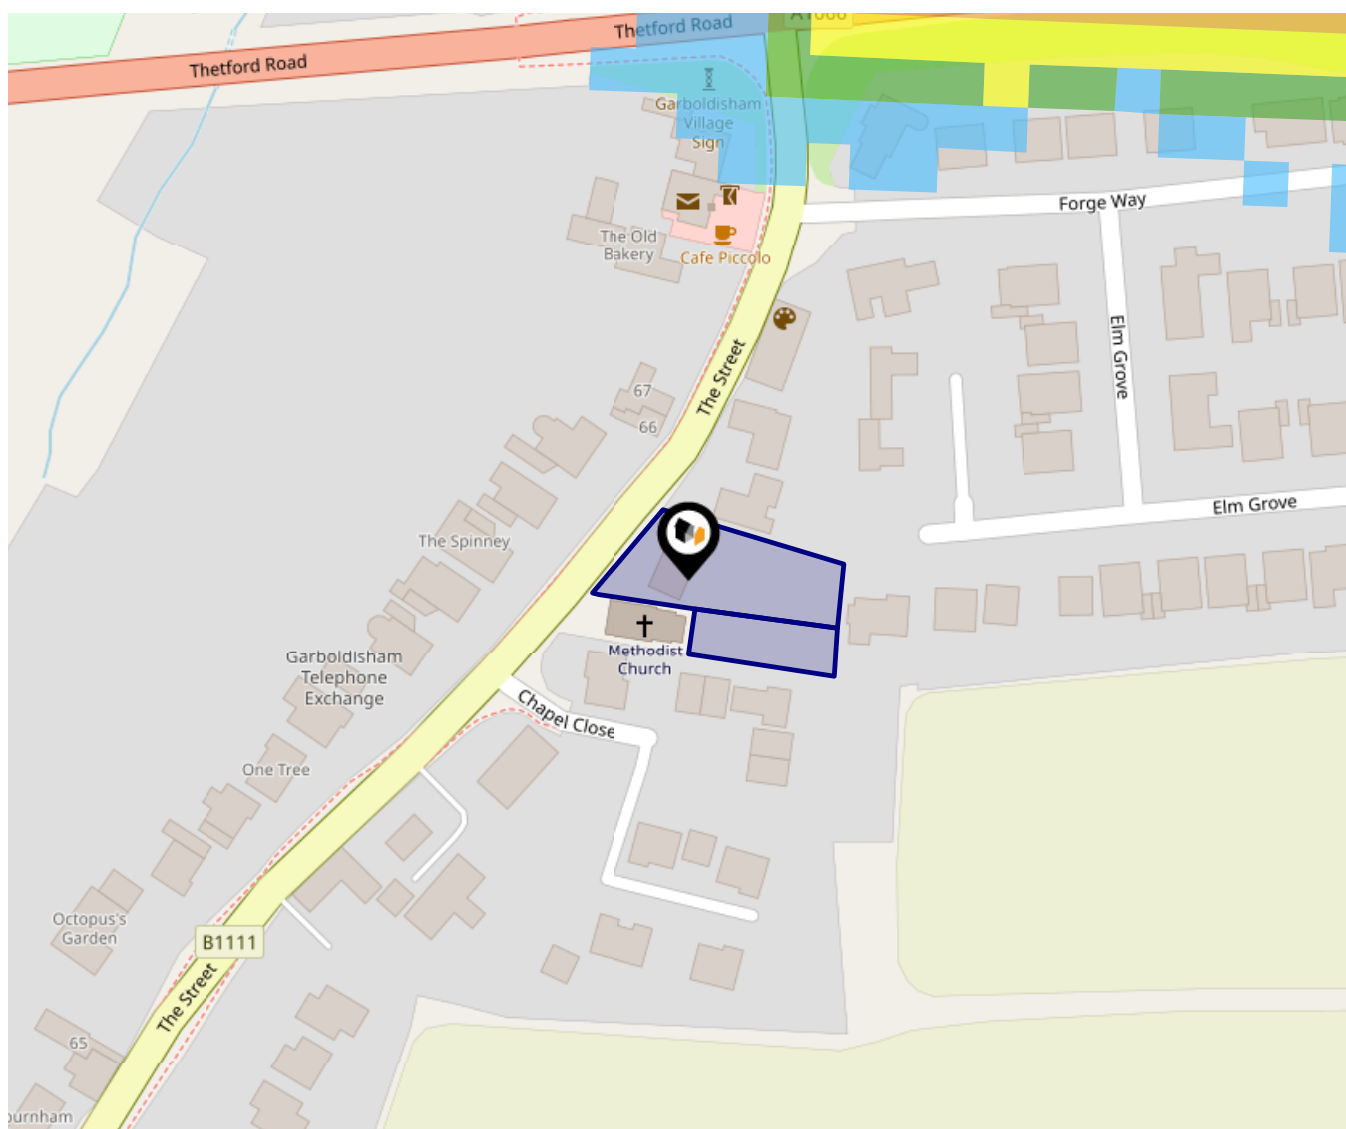 Thetford Road
Thetford Road
A1066
Garboldisham
Village
Sign
Forge Way
The Old
Bakery
Cafe Piccolo
Elm Grove
The Street
67
66
Elm Grove
The Spinney
Methodist
Church
Garboldisham
Telephone
Exchange
Chapel Close
One Tree
Octopus's
Garden
B1111
The Street
65